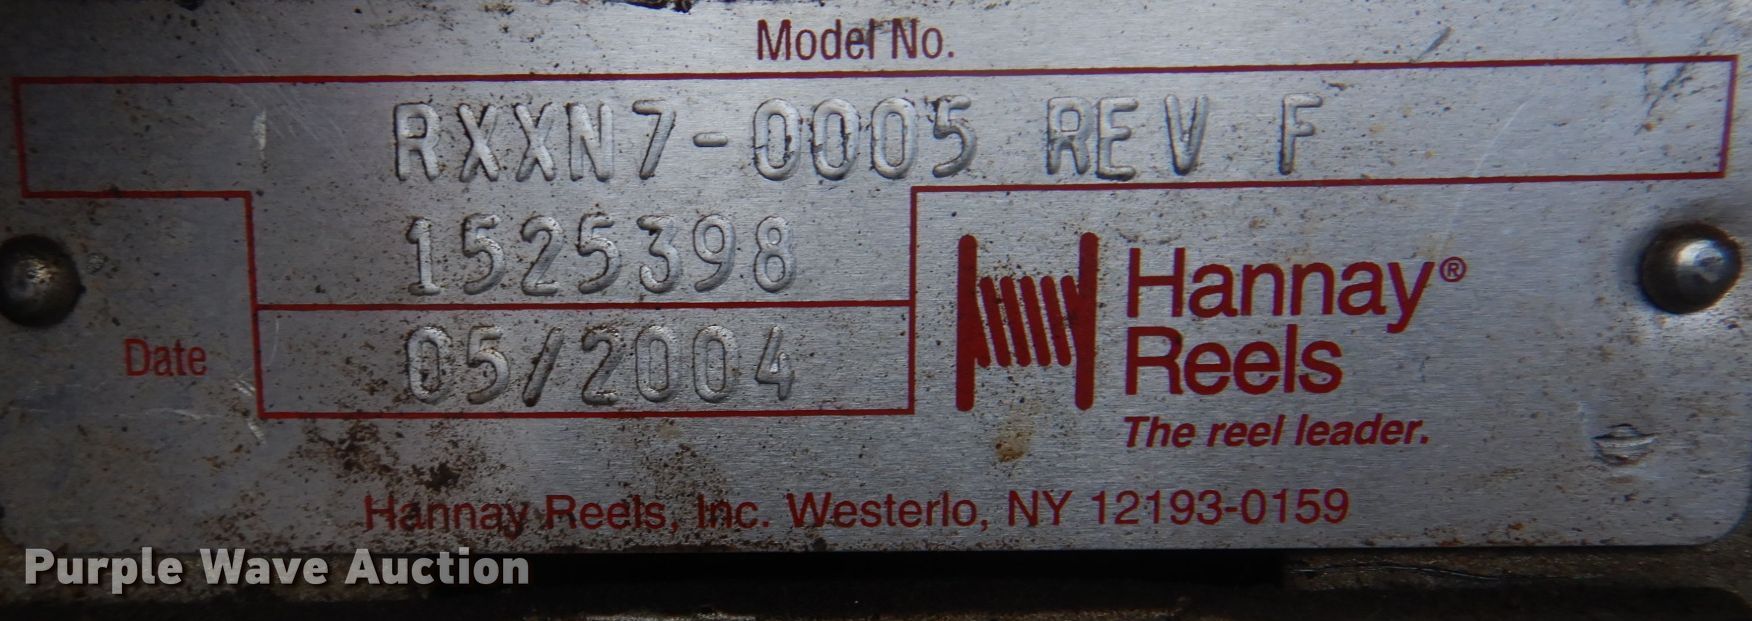 Model No.
RXXN7-0005 REV F
1525398
Date 05/2004
Hannay®
Reels
The reel leader.
Hannay Reels, Inc. Westerlo, NY 12193-0159
Purple Wave Auction